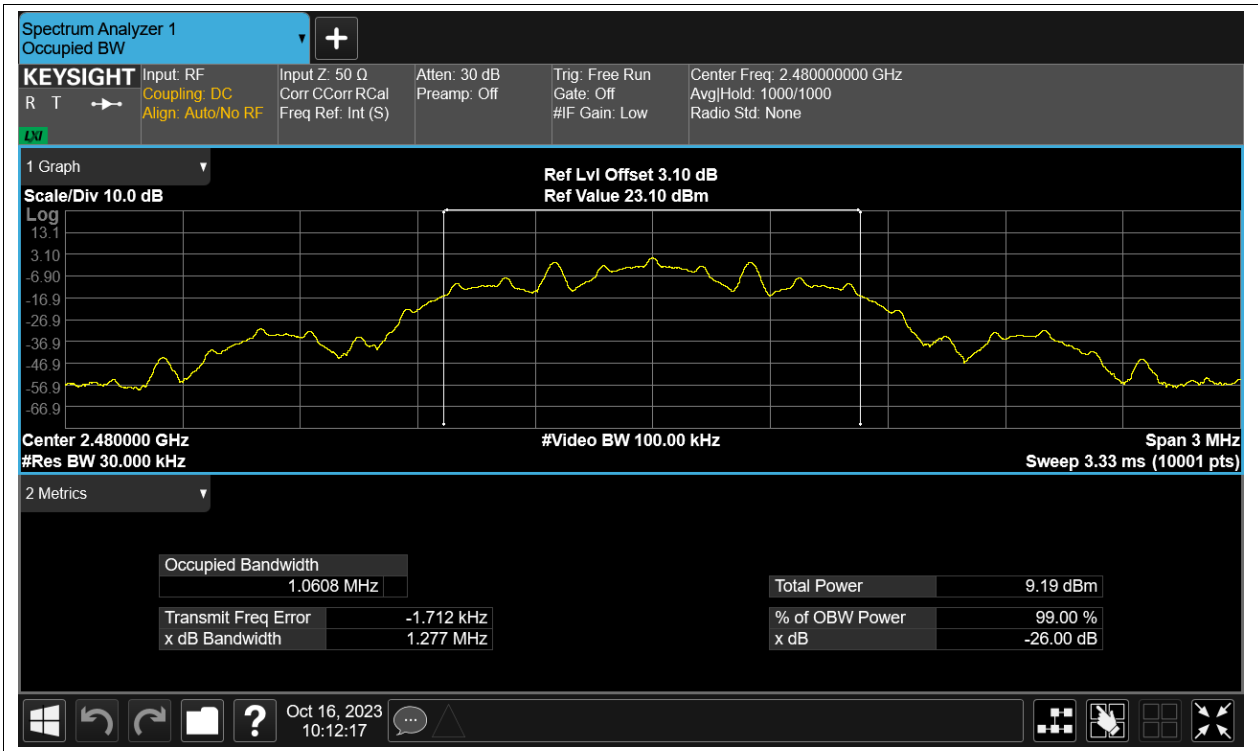 Spectrum Analyzer 1
Occupied BW
KEYSIGHT
R T
LXI
Input: RF
Coupling: DC
Align: Auto/No RF
Input Z: 50 Ω
Corr CCorr RCal
Freq Ref: Int (S)
Atten: 30 dB
Preamp: Off
Trig: Free Run
Gate: Off
#IF Gain: Low
Center Freq: 2.480000000 GHz
Avg|Hold: 1000/1000
Radio Std: None
1 Graph
Scale/Div 10.0 dB
Ref Lvl Offset 3.10 dB
Ref Value 23.10 dBm
Log
13.1
3.10
-6.90
-16.9
-26.9
-36.9
-46.9
-56.9
-66.9
Center 2.480000 GHz
#Video BW 100.00 kHz
Span 3 MHz
#Res BW 30.000 kHz
Sweep 3.33 ms (10001 pts)
2 Metrics
Occupied Bandwidth
1.0608 MHz
Total Power 9.19 dBm
Transmit Freq Error -1.712 kHz
% of OBW Power 99.00 %
x dB Bandwidth 1.277 MHz
x dB -26.00 dB
?
Oct 16, 2023
10:12:17